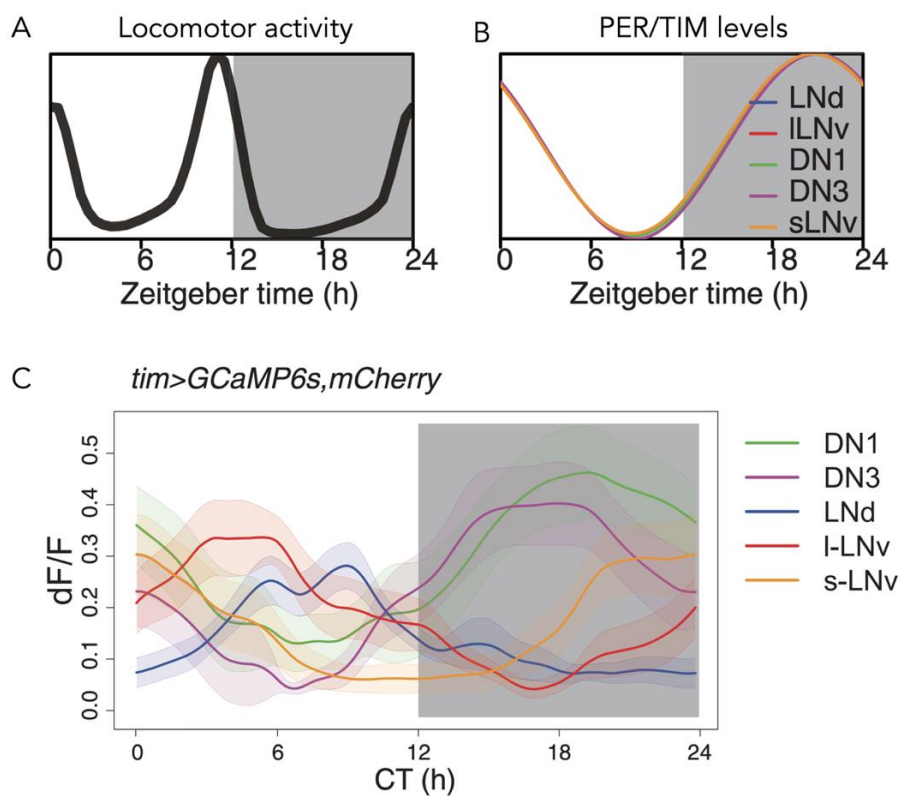 A
Locomotor activity
0 6 12 18 24
Zeitgeber time (h)
B
PER/TIM levels
LNd
lLNv
DN1
DN3
sLNv
0 6 12 18 24
Zeitgeber time (h)
C
tim>GCaMP6s,mCherry
dF/F
0.5
0.4
0.3
0.2
0.1
0.0
0 6 12 18 24
CT (h)
DN1
DN3
LNd
l-LNv
s-LNv